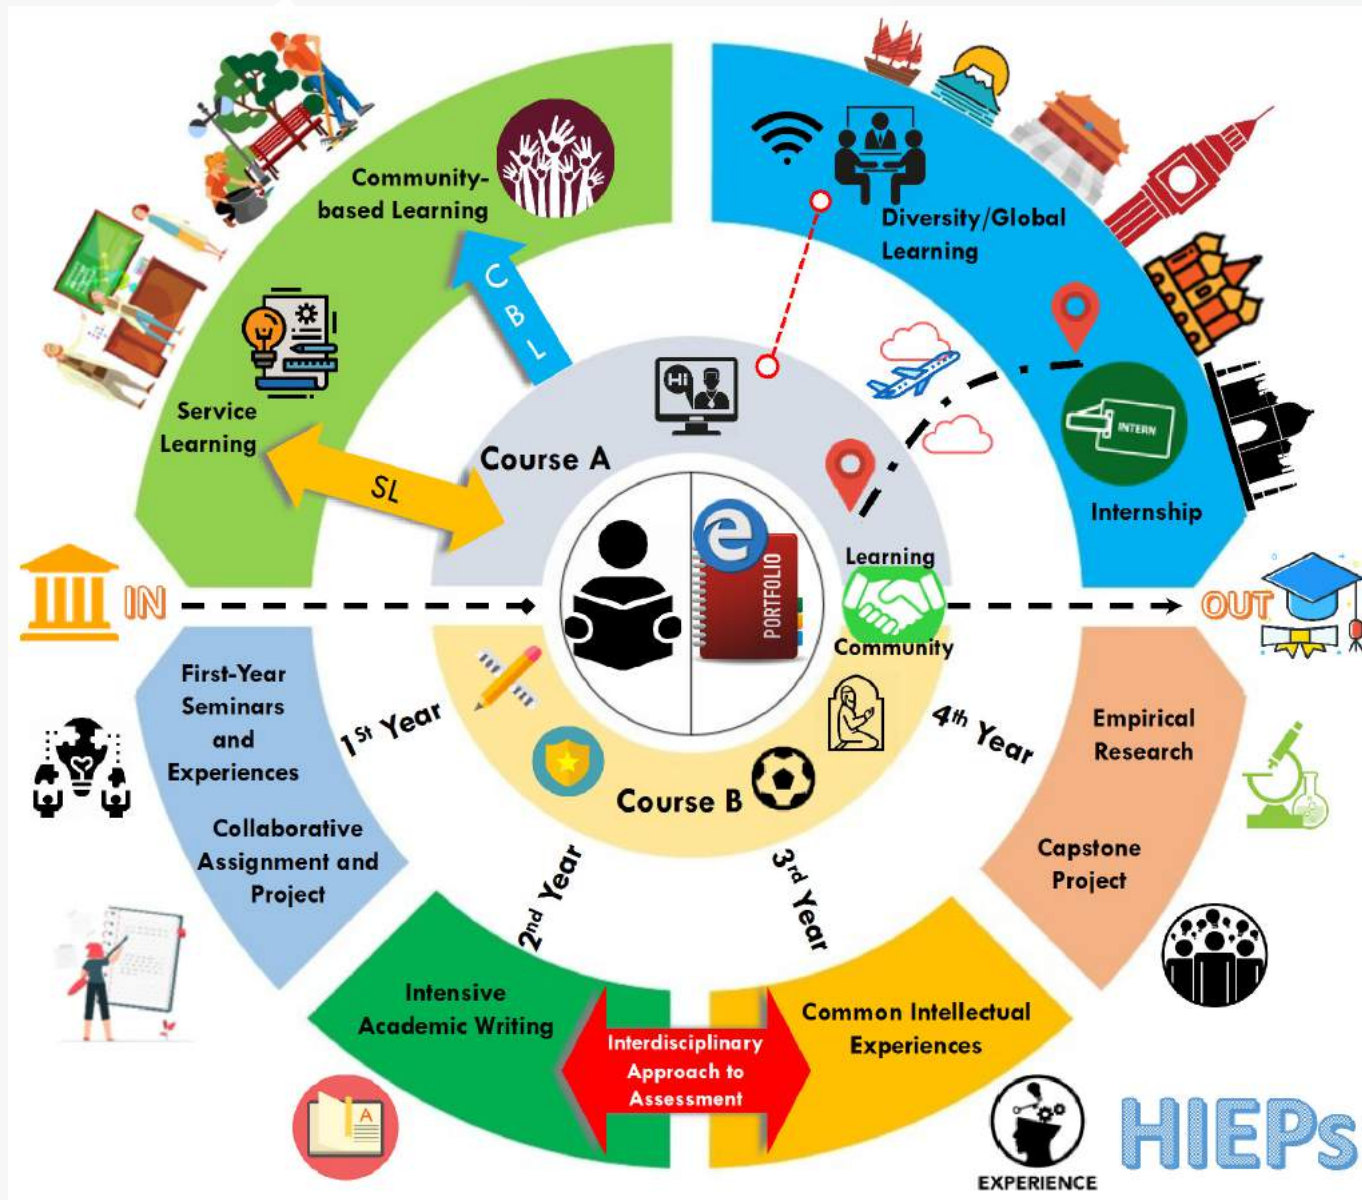 Community-
based Learning
Diversity/Global
Learning
C
B
L
Hi
Service
Learning
SL
Course A
INTERN
Internship
e
PORTFOLIO
Learning
Community
IN
OUT
First-Year
Seminars
and
Experiences
Collaborative
Assignment and
Project
1St Year
2nd Year
3rd Year
4th Year
Course B
Empirical
Research
Capstone
Project
Intensive
Academic Writing
Interdisciplinary
Approach to
Assessment
Common Intellectual
Experiences
A
EXPERIENCE
HIEPs